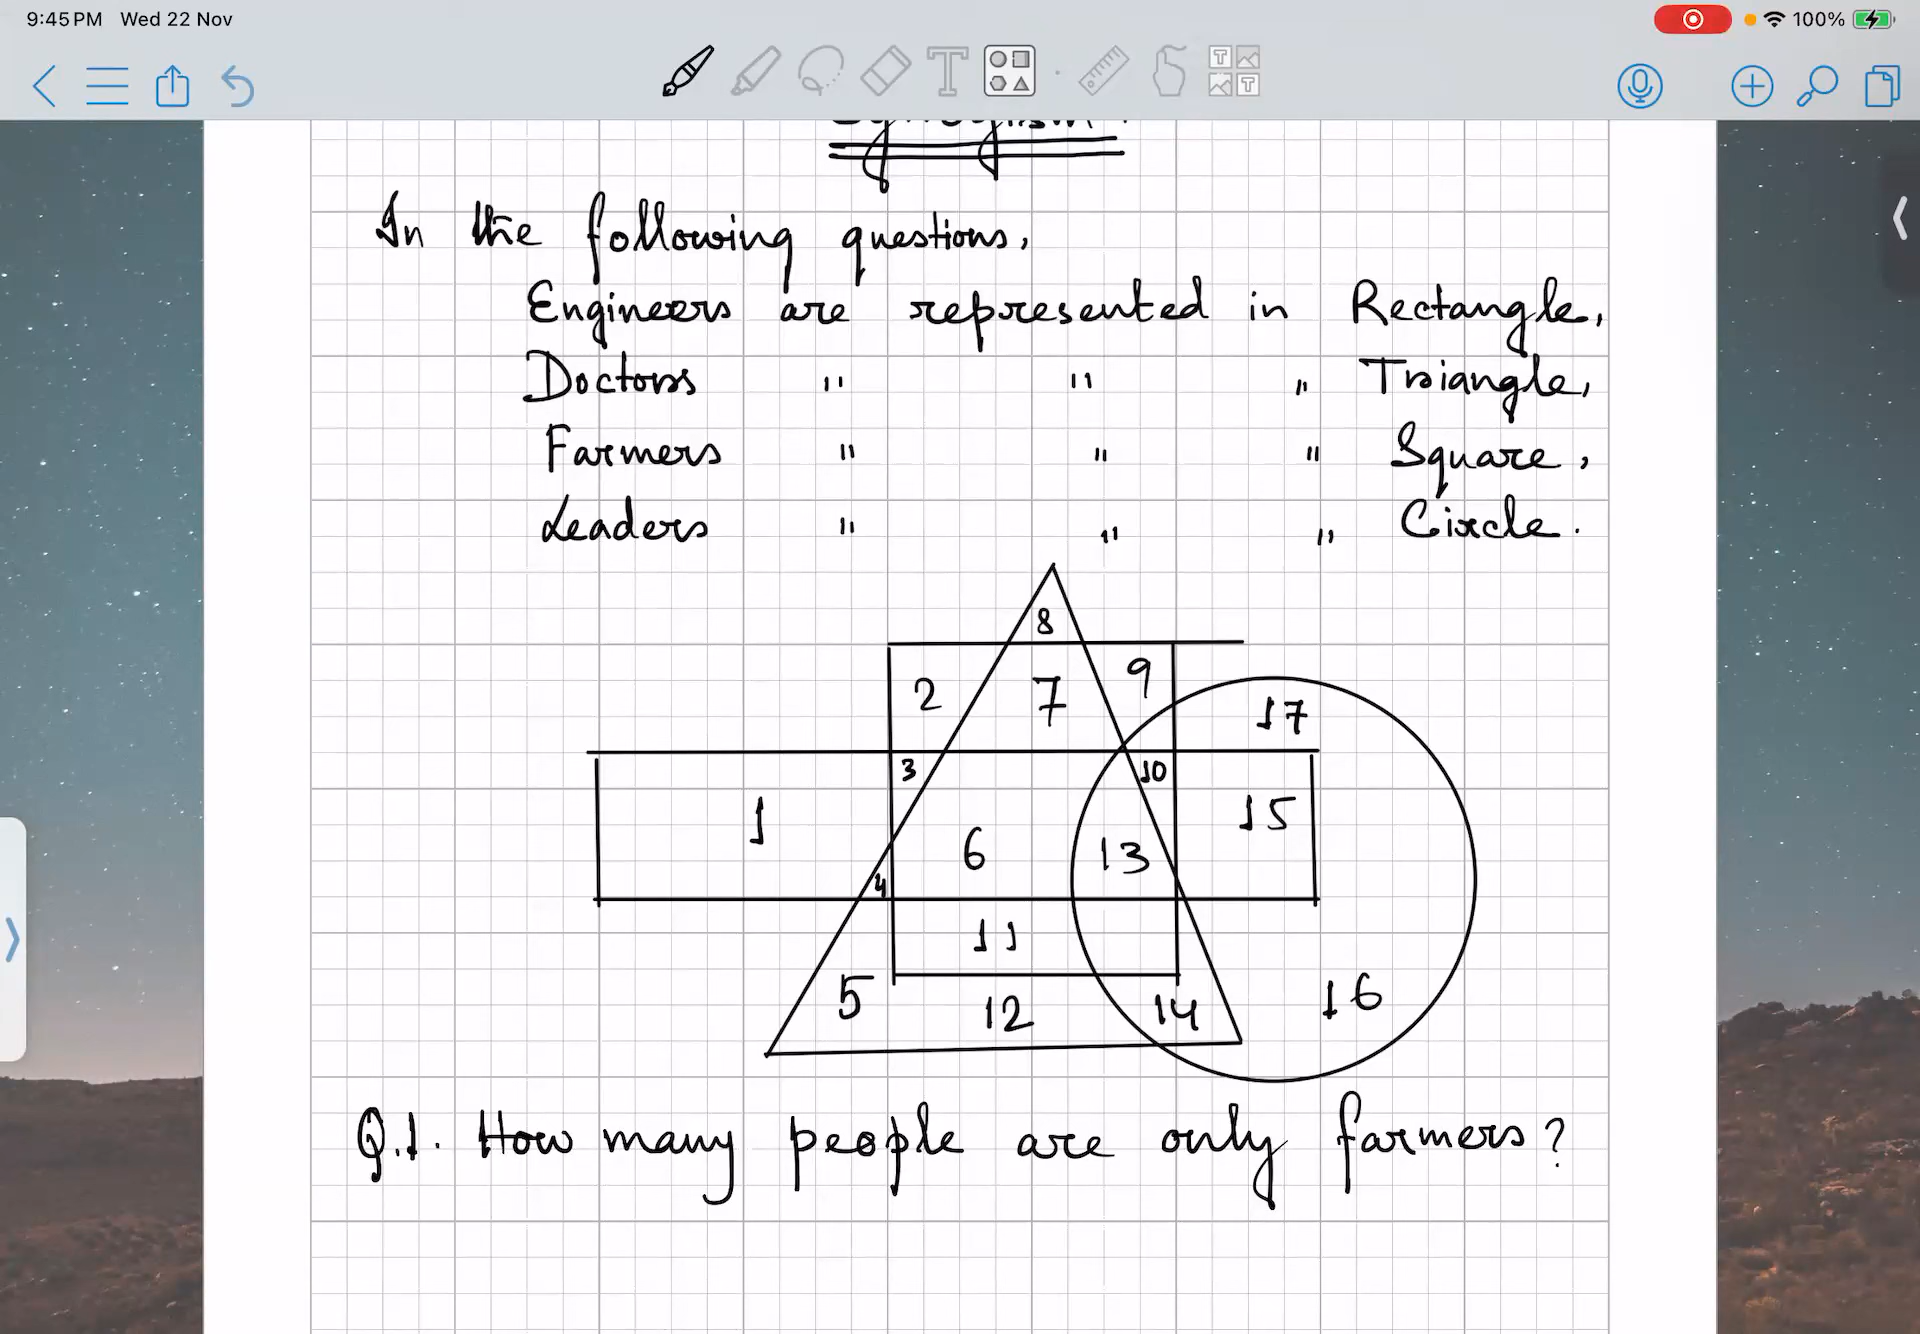 9:45 PM Wed 22 Nov
100%
In the following questions,
Engineers are represented in Rectangle,
Doctors " " " Triangle,
Farmers " " " Square,
Leaders " " " Circle.
8
2 7 9
17
3 10
1 15
6 13
4
11
5 12 14 16
Q.1. How many people are only farmers?